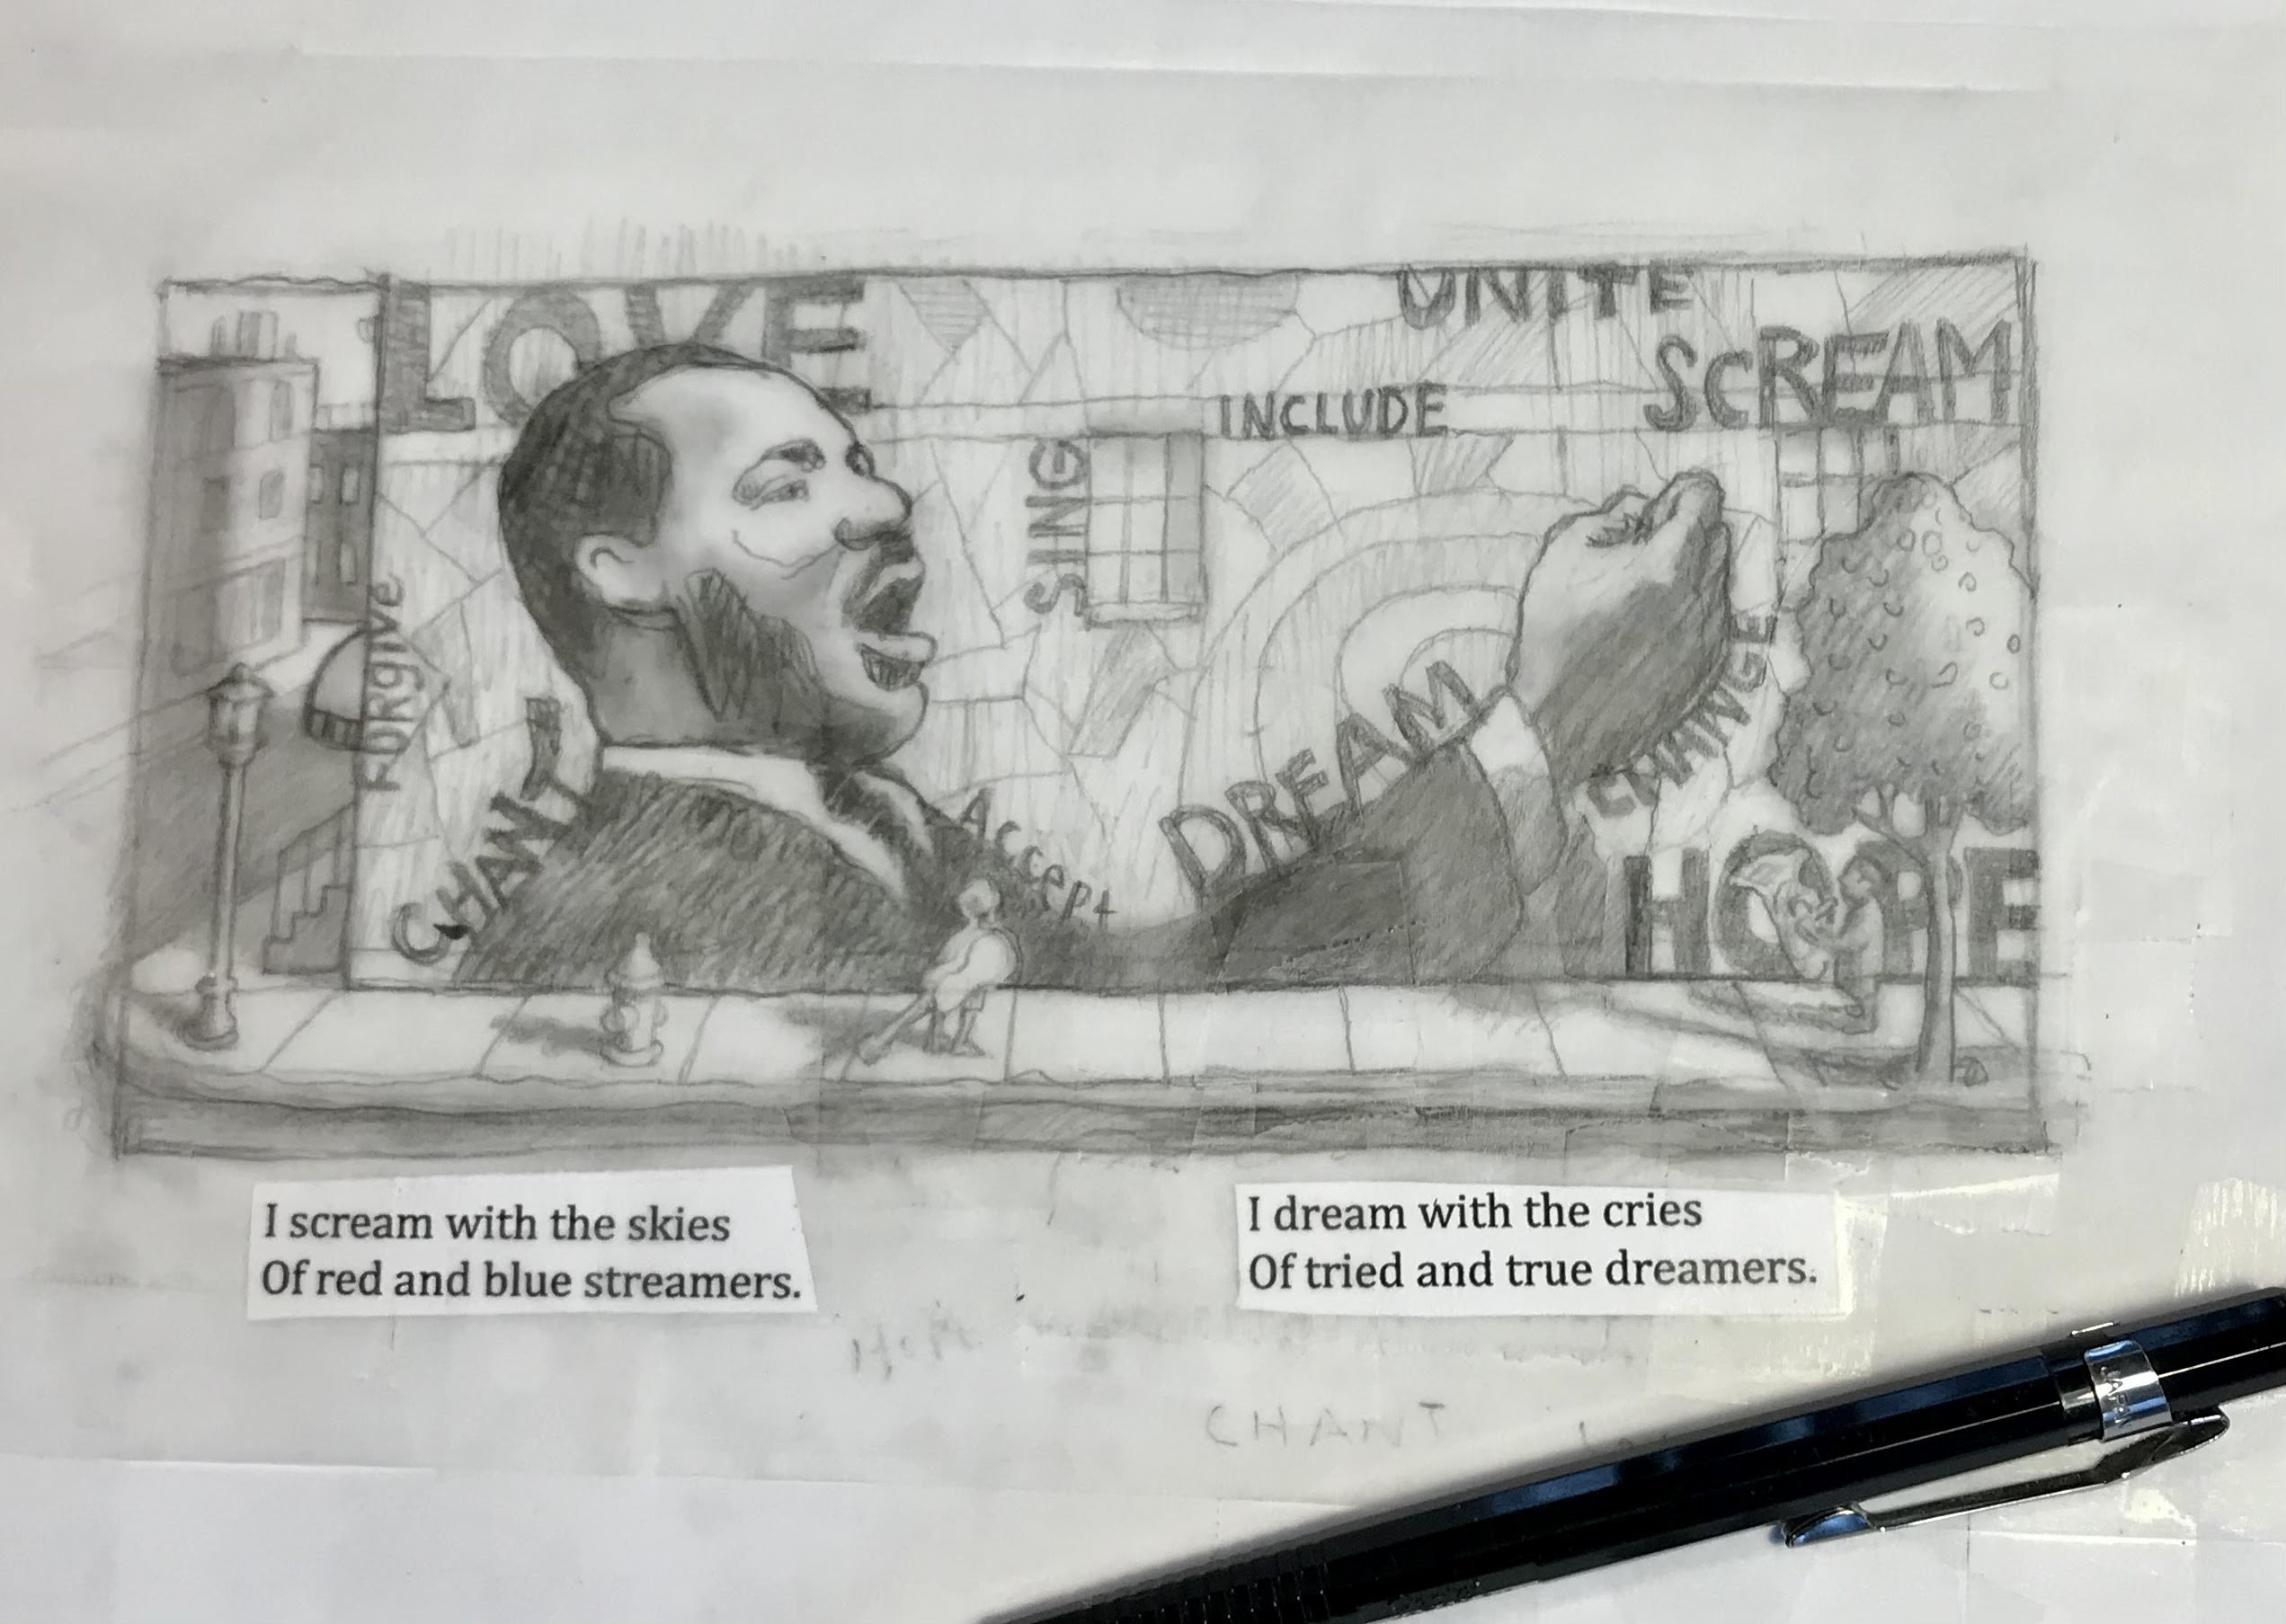 LOVE
UNITE
SCREAM
INCLUDE
SING
FORgive
CHANT
Accept
DREAM
CHANGE
HOPE
I scream with the skies
Of red and blue streamers.
I dream with the cries
Of tried and true dreamers.
CHANT